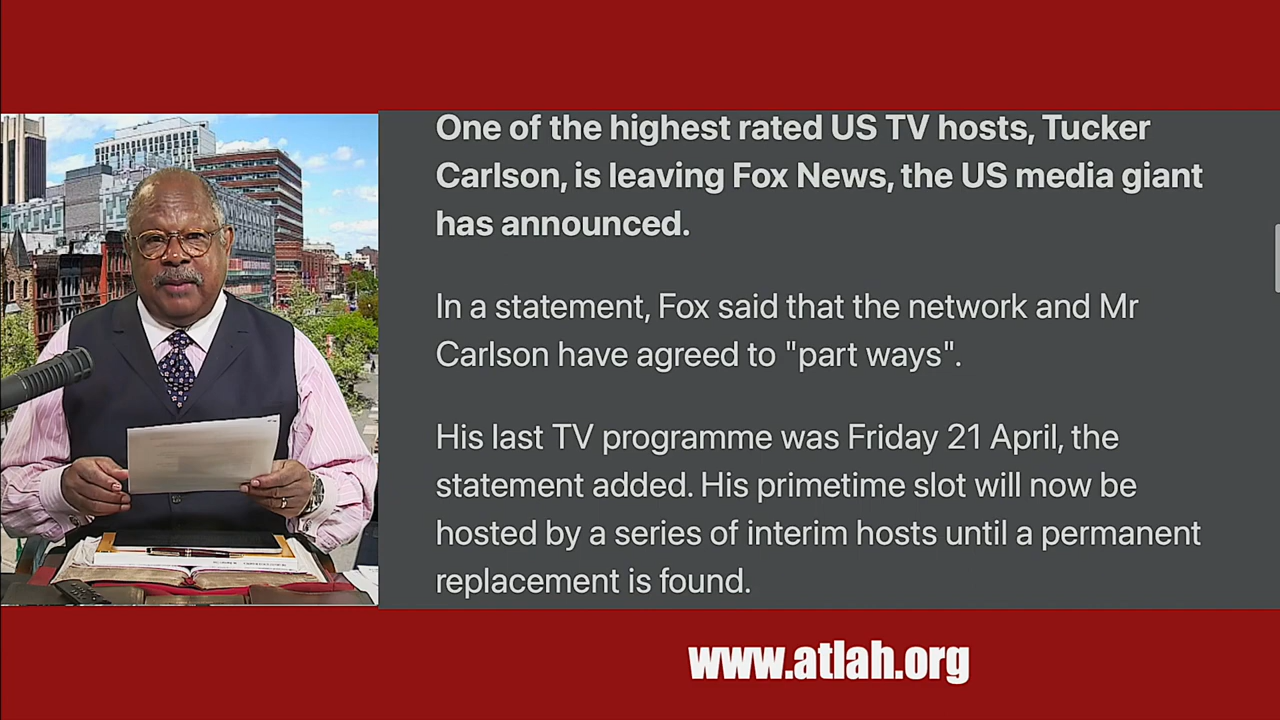 One of the highest rated US TV hosts, Tucker
Carlson, is leaving Fox News, the US media giant
has announced.
In a statement, Fox said that the network and Mr
Carlson have agreed to "part ways".
His last TV programme was Friday 21 April, the
statement added. His primetime slot will now be
hosted by a series of interim hosts until a permanent
replacement is found.
www.atlah.org